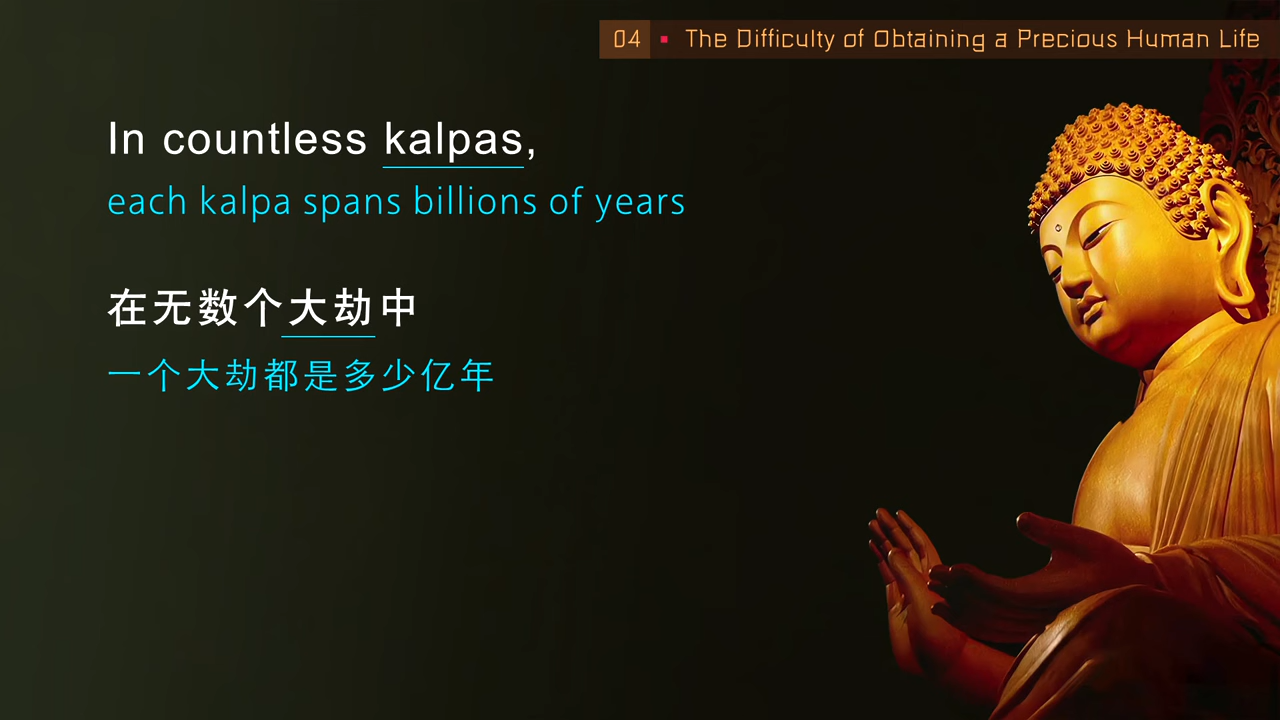 04 ▪ The Difficulty of Obtaining a Precious Human Life
In countless kalpas,
each kalpa spans billions of years
在无数个大劫中
一个大劫都是多少亿年